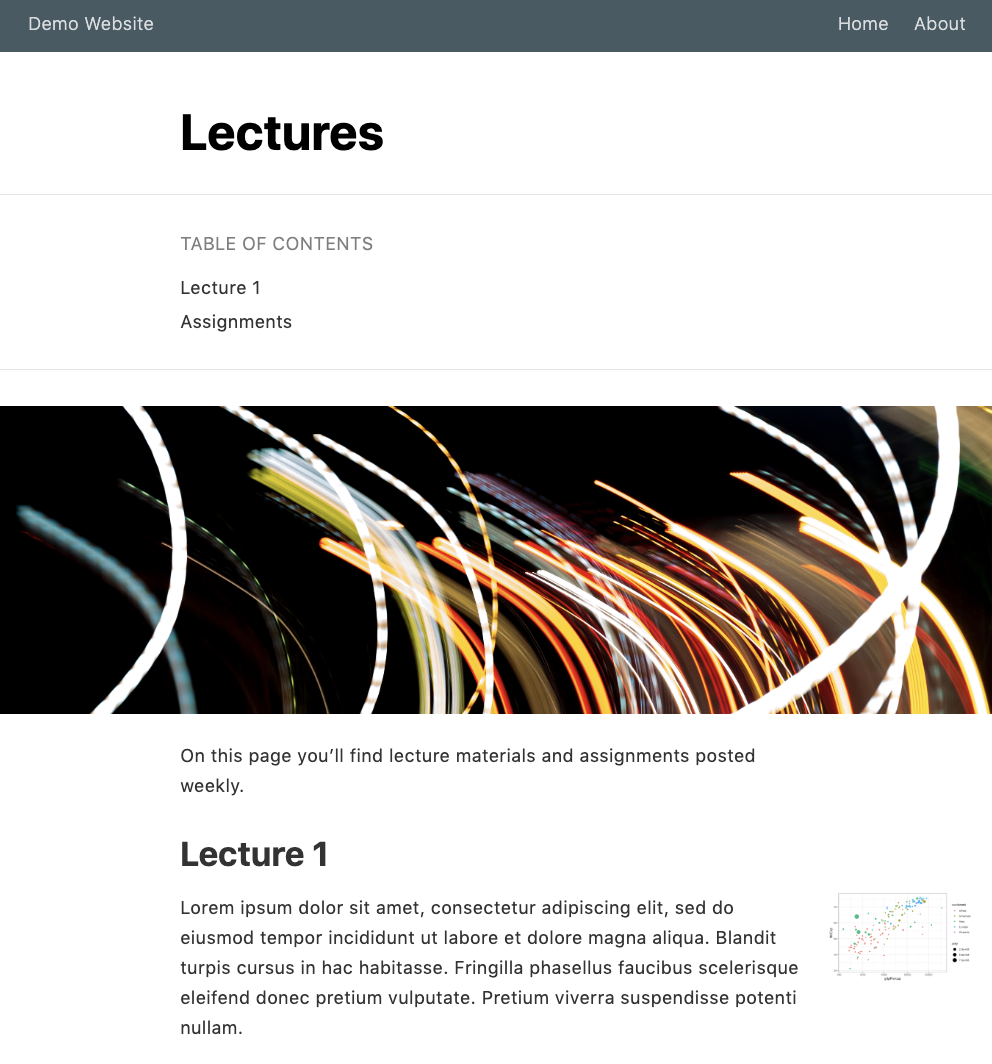 Demo Website
Home About
Lectures
TABLE OF CONTENTS
Lecture 1
Assignments
On this page you’ll find lecture materials and assignments posted
weekly.
Lecture 1
Lorem ipsum dolor sit amet, consectetur adipiscing elit, sed do
eiusmod tempor incididunt ut labore et dolore magna aliqua. Blandit
turpis cursus in hac habitasse. Fringilla phasellus faucibus scelerisque
eleifend donec pretium vulputate. Pretium viverra suspendisse potenti
nullam.